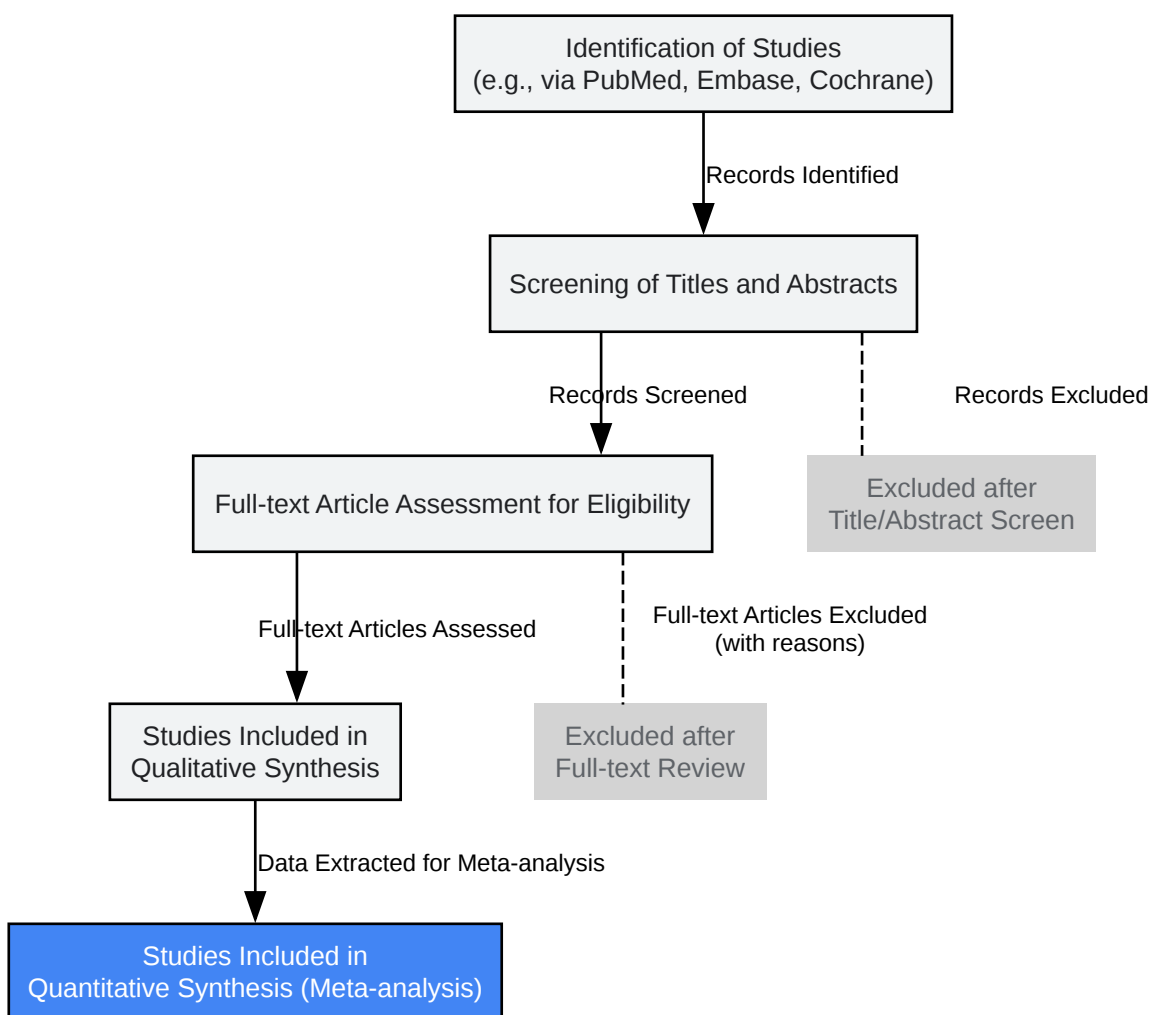 Identification of Studies
(e.g., via PubMed, Embase, Cochrane)
Records Identified
Screening of Titles and Abstracts
Records Screened
Records Excluded
Full-text Article Assessment for Eligibility
Excluded after
Title/Abstract Screen
Full-text Articles Assessed
Full-text Articles Excluded
(with reasons)
Studies Included in
Qualitative Synthesis
Excluded after
Full-text Review
Data Extracted for Meta-analysis
Studies Included in
Quantitative Synthesis (Meta-analysis)